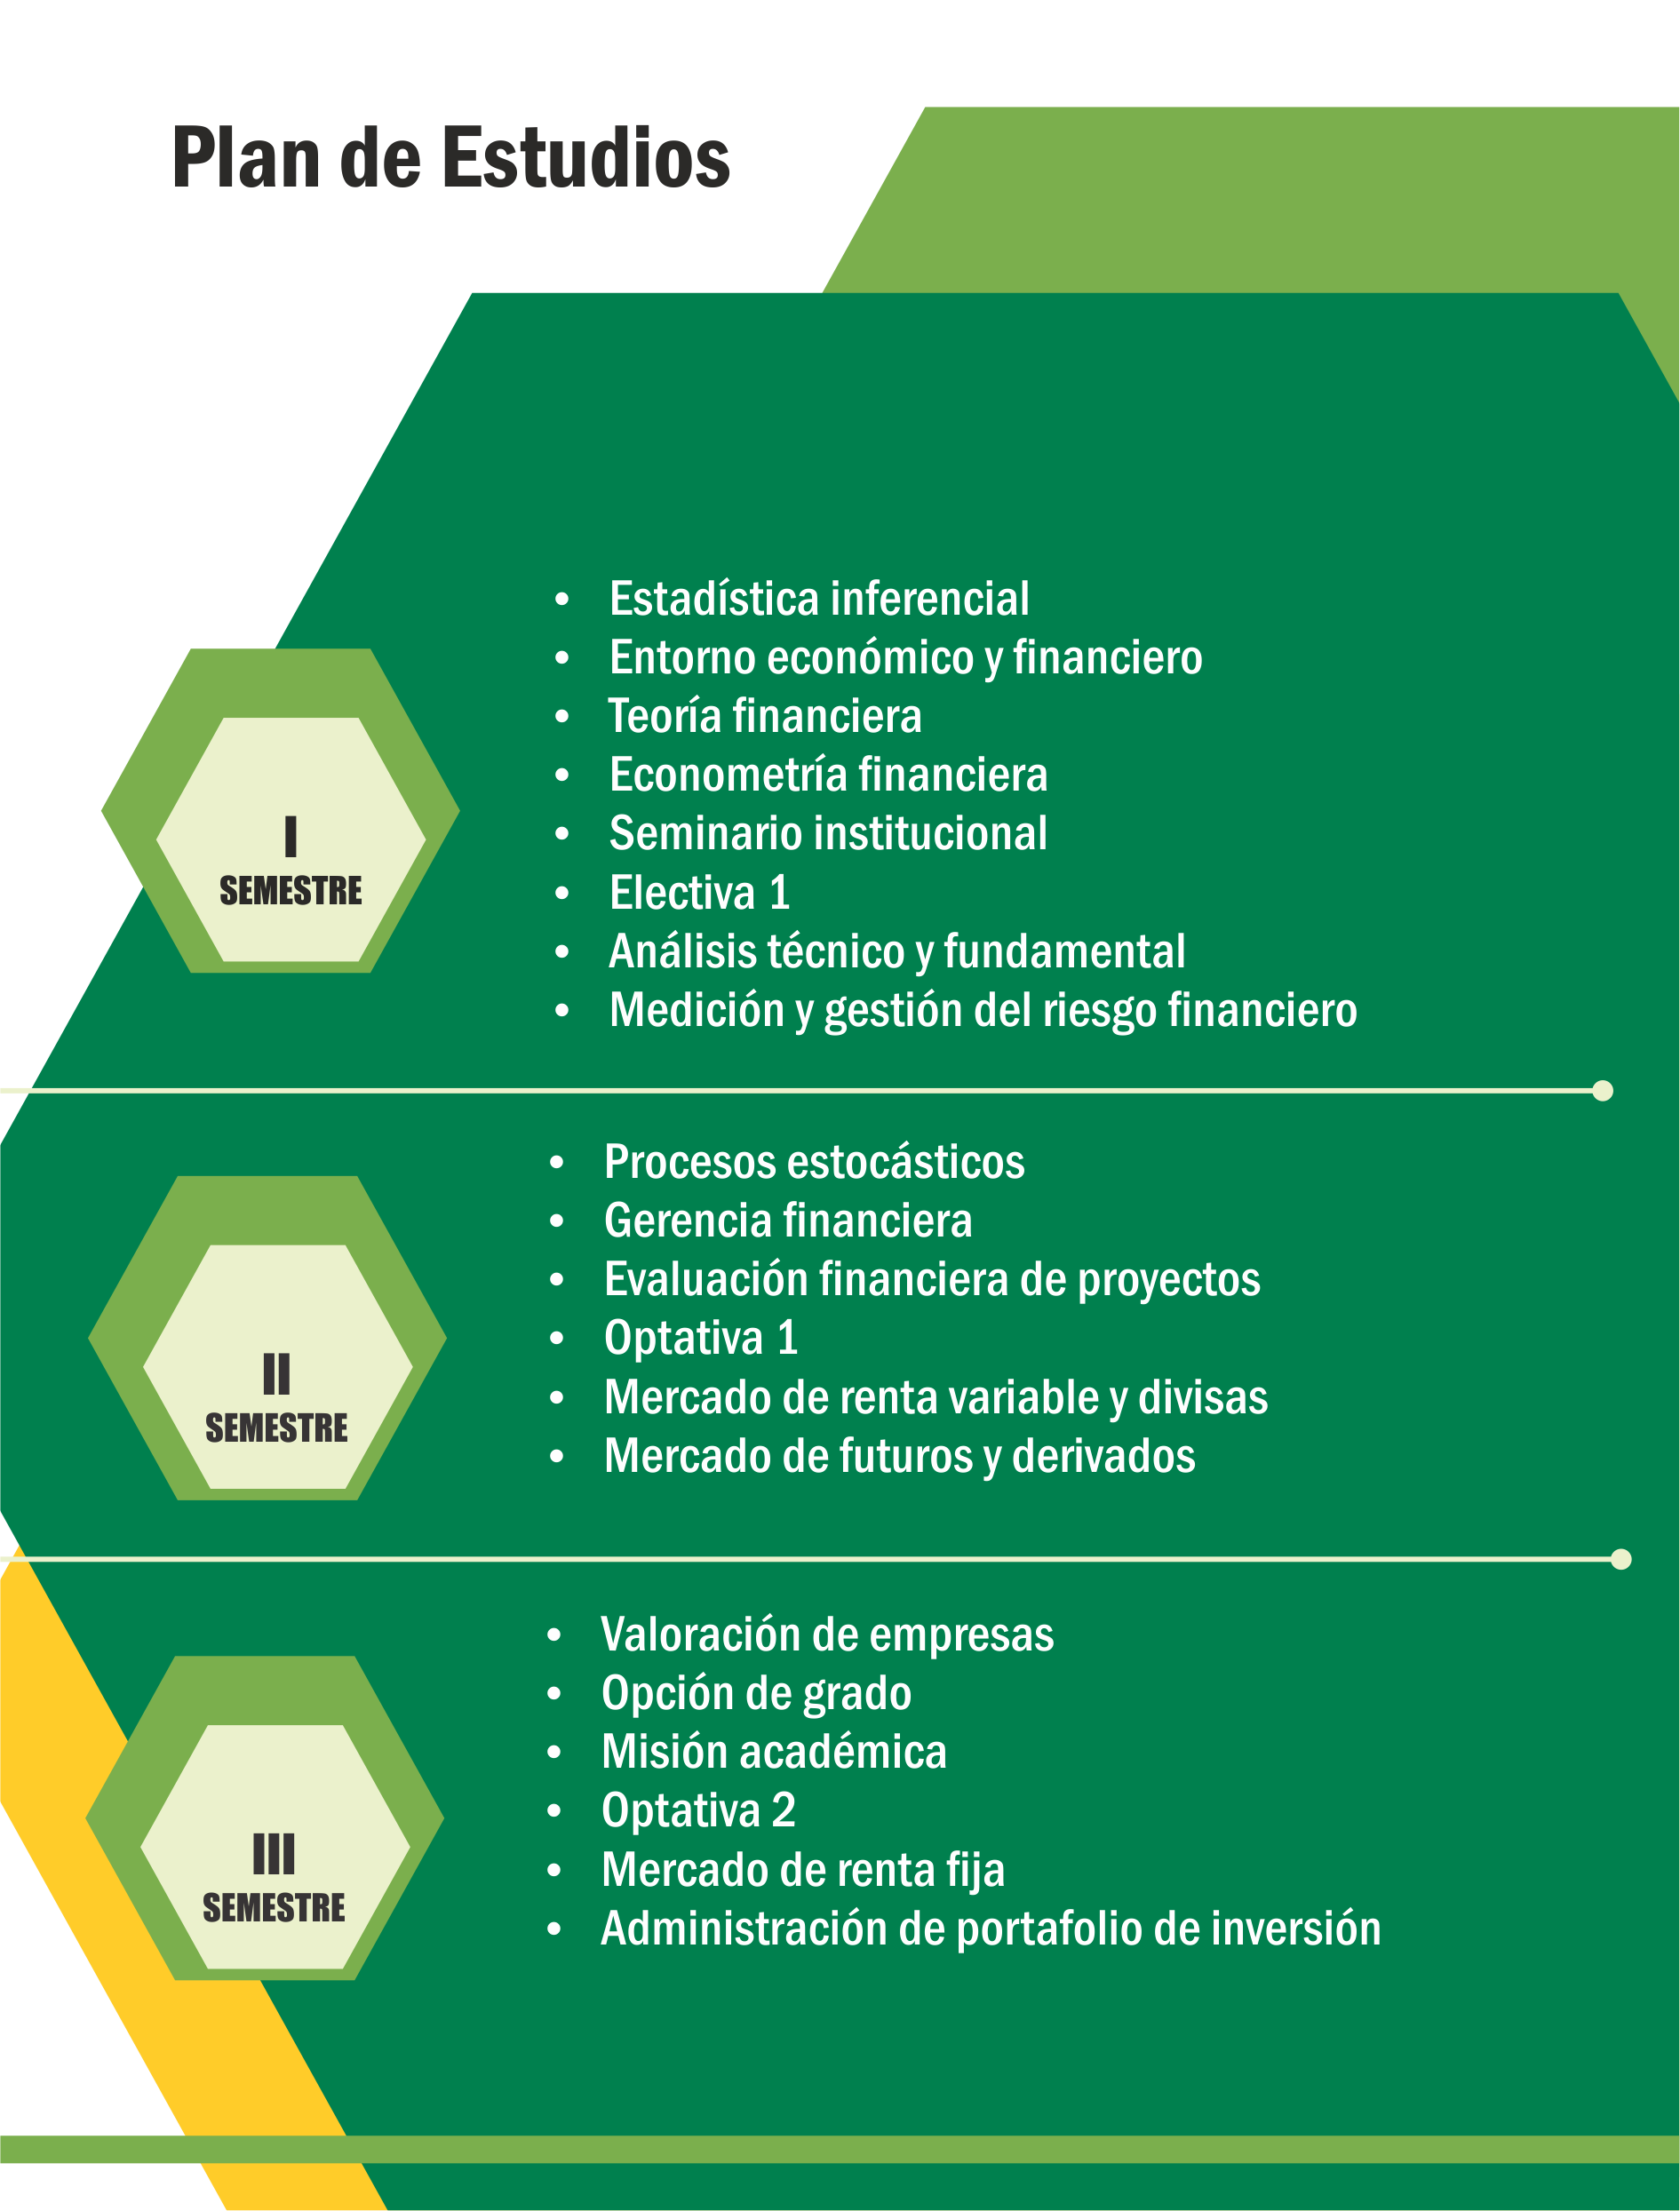 Plan de Estudios
I
SEMESTRE
• Estadística inferencial
• Entorno económico y financiero
• Teoría financiera
• Econometría financiera
• Seminario institucional
• Electiva 1
• Análisis técnico y fundamental
• Medición y gestión del riesgo financiero
II
SEMESTRE
• Procesos estocásticos
• Gerencia financiera
• Evaluación financiera de proyectos
• Optativa 1
• Mercado de renta variable y divisas
• Mercado de futuros y derivados
III
SEMESTRE
• Valoración de empresas
• Opción de grado
• Misión académica
• Optativa 2
• Mercado de renta fija
• Administración de portafolio de inversión